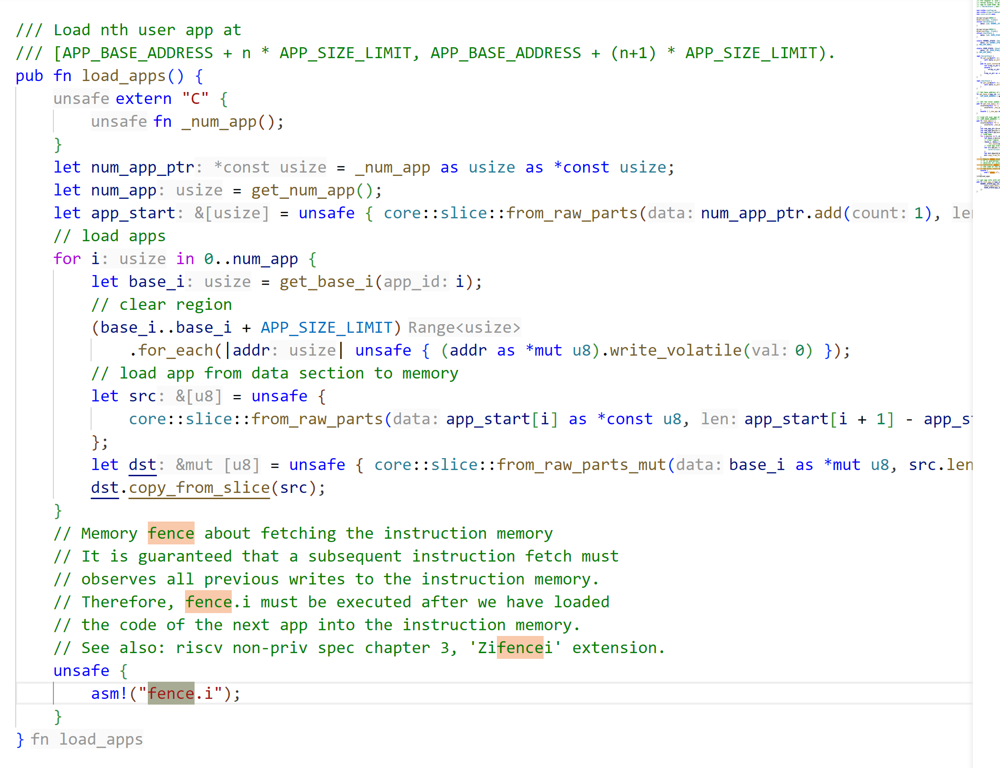 /// Load nth user app at
/// [APP_BASE_ADDRESS + n * APP_SIZE_LIMIT, APP_BASE_ADDRESS + (n+1) * APP_SIZE_LIMIT).
pub fn load_apps() {
unsafe extern "C" {
unsafe fn _num_app();
}
let num_app_ptr: *const usize = _num_app as usize as *const usize;
let num_app: usize = get_num_app();
let app_start: &[usize] = unsafe { core::slice::from_raw_parts(data: num_app_ptr.add(count: 1), le
// load apps
for i: usize in 0..num_app {
let base_i: usize = get_base_i(app_id: i);
// clear region
(base_i..base_i + APP_SIZE_LIMIT) Range<usize>
.for_each(|addr: usize| unsafe { (addr as *mut u8).write_volatile(val: 0) });
// load app from data section to memory
let src: &[u8] = unsafe {
core::slice::from_raw_parts(data: app_start[i] as *const u8, len: app_start[i + 1] - app_s
};
let dst: &mut [u8] = unsafe { core::slice::from_raw_parts_mut(data: base_i as *mut u8, src.len
dst.copy_from_slice(src);
}
// Memory fence about fetching the instruction memory
// It is guaranteed that a subsequent instruction fetch must
// observes all previous writes to the instruction memory.
// Therefore, fence.i must be executed after we have loaded
// the code of the next app into the instruction memory.
// See also: riscv non-priv spec chapter 3, 'Zifencei' extension.
unsafe {
asm!("fence.i");
}
} fn load_apps